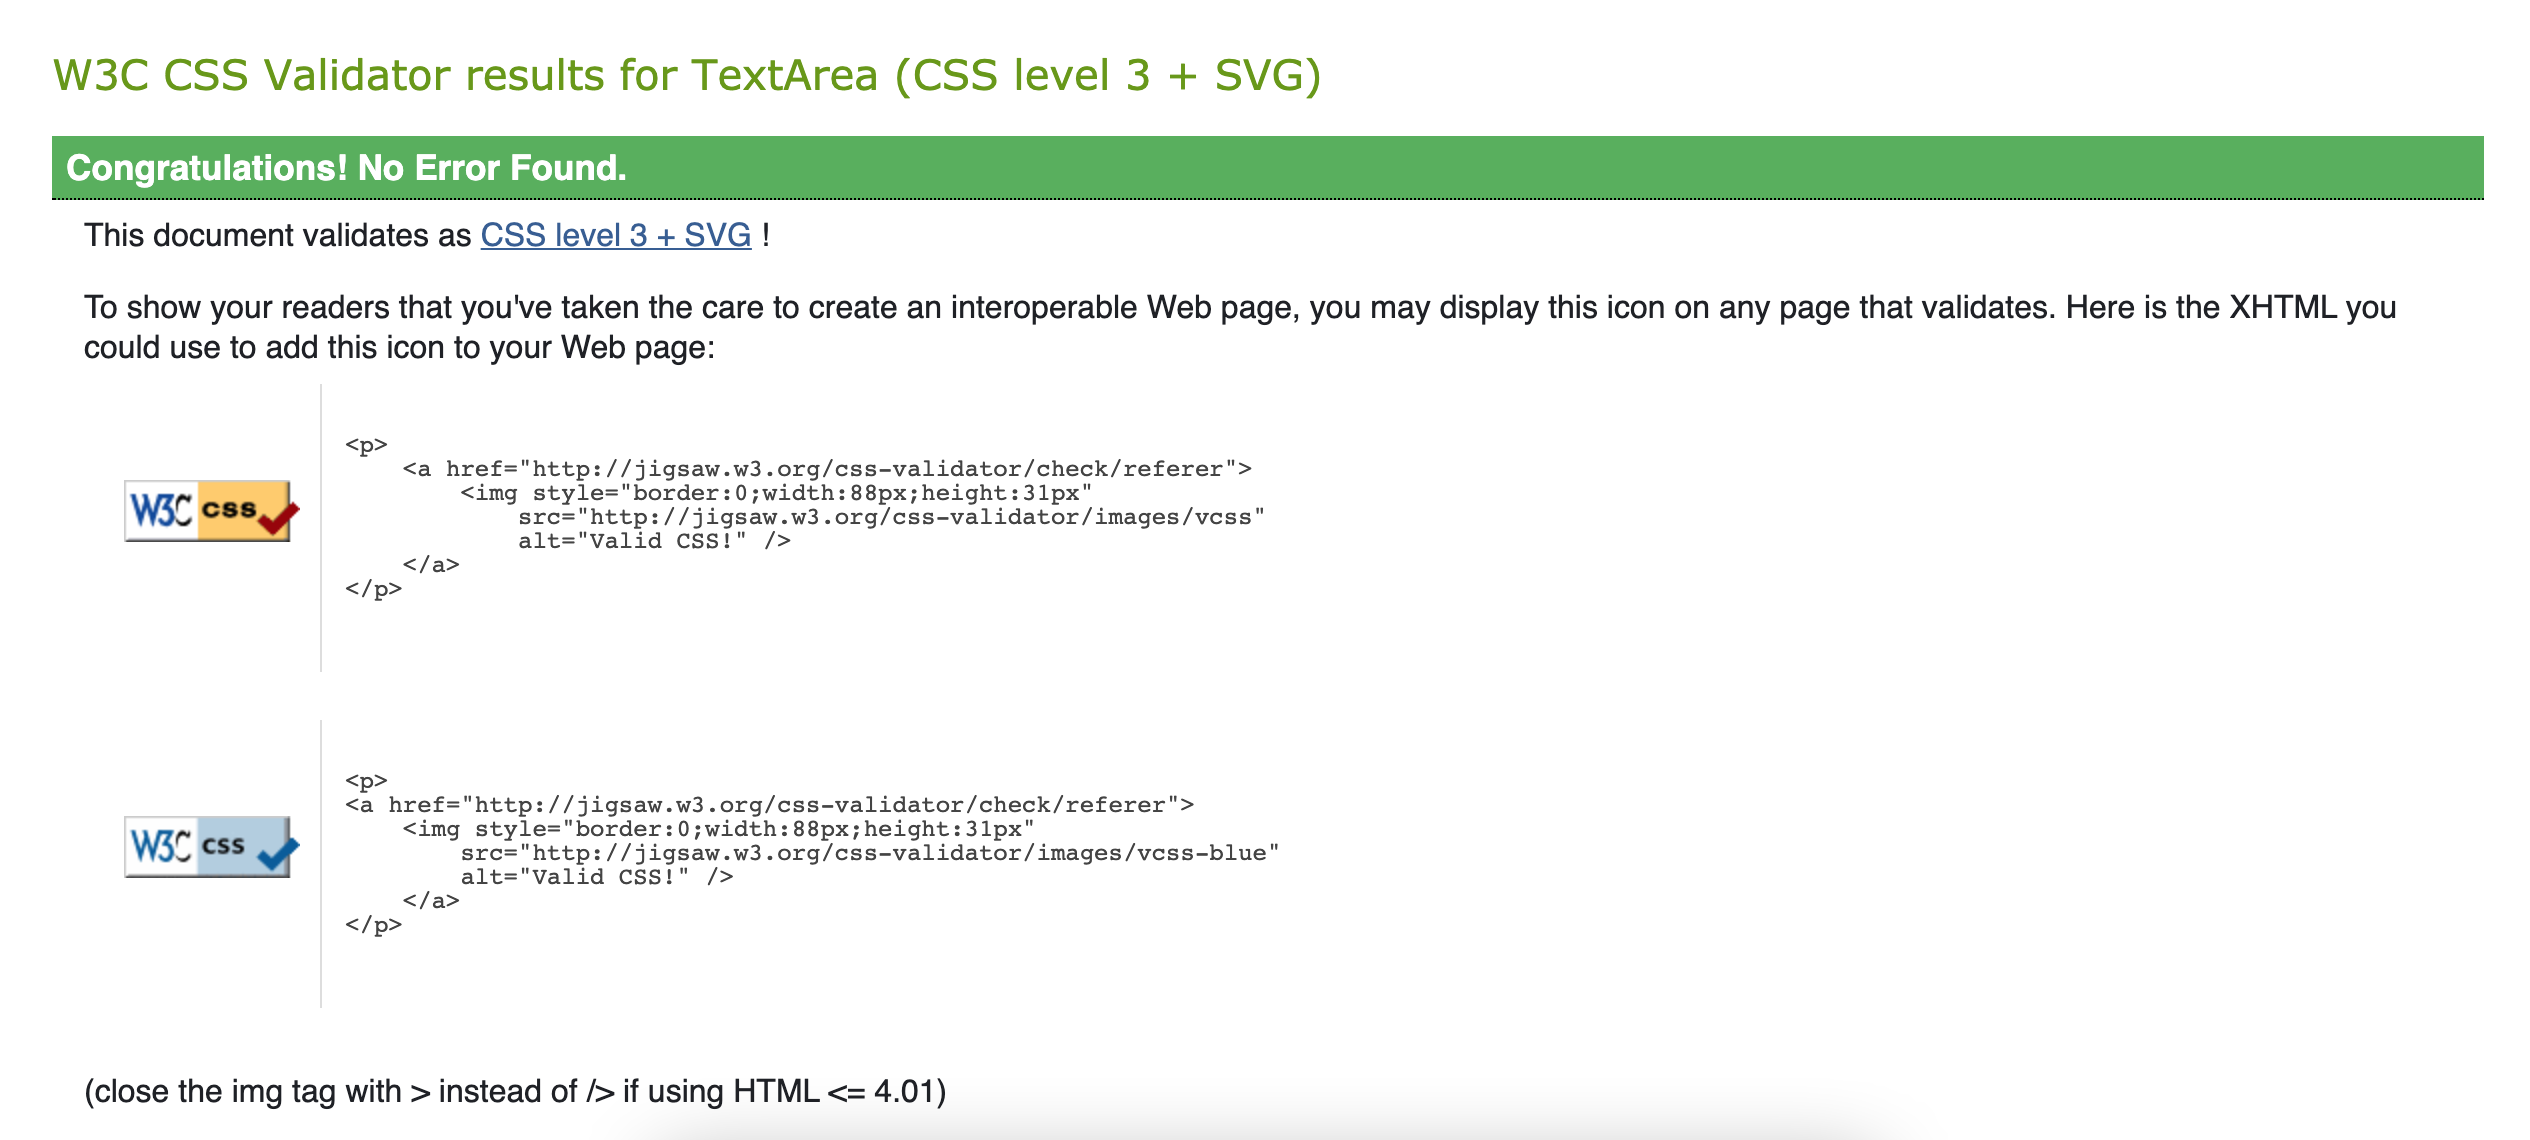 W3C CSS Validator results for TextArea (CSS level 3 + SVG)
Congratulations! No Error Found.
This document validates as CSS level 3 + SVG !
To show your readers that you've taken the care to create an interoperable Web page, you may display this icon on any page that validates. Here is the XHTML you
could use to add this icon to your Web page:
W3C css
<p>
    <a href="http://jigsaw.w3.org/css-validator/check/referer">
        <img style="border:0;width:88px;height:31px"
            src="http://jigsaw.w3.org/css-validator/images/vcss"
            alt="Valid CSS!" />
    </a>
</p>
W3C css
<p>
<a href="http://jigsaw.w3.org/css-validator/check/referer">
    <img style="border:0;width:88px;height:31px"
        src="http://jigsaw.w3.org/css-validator/images/vcss-blue"
        alt="Valid CSS!" />
    </a>
</p>
(close the img tag with > instead of /> if using HTML <= 4.01)